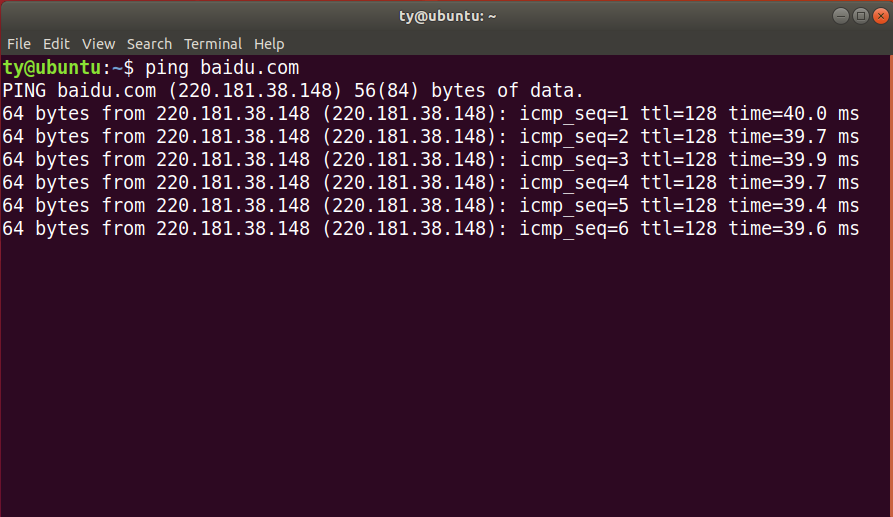 ty@ubuntu: ~
File Edit View Search Terminal Help
ty@ubuntu:~$ ping baidu.com
PING baidu.com (220.181.38.148) 56(84) bytes of data.
64 bytes from 220.181.38.148 (220.181.38.148): icmp_seq=1 ttl=128 time=40.0 ms
64 bytes from 220.181.38.148 (220.181.38.148): icmp_seq=2 ttl=128 time=39.7 ms
64 bytes from 220.181.38.148 (220.181.38.148): icmp_seq=3 ttl=128 time=39.9 ms
64 bytes from 220.181.38.148 (220.181.38.148): icmp_seq=4 ttl=128 time=39.7 ms
64 bytes from 220.181.38.148 (220.181.38.148): icmp_seq=5 ttl=128 time=39.4 ms
64 bytes from 220.181.38.148 (220.181.38.148): icmp_seq=6 ttl=128 time=39.6 ms